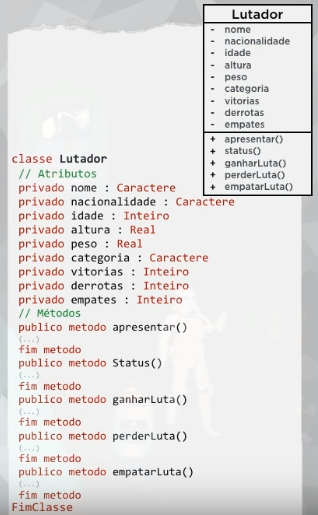 Lutador
- nome
- nacionalidade
- idade
- altura
- peso
- categoria
- vitorias
- derrotas
- empates
+ apresentar()
+ status()
+ ganharLuta()
+ perderLuta()
+ empatarLuta()
classe Lutador
// Atributos
privado nome : Caractere
privado nacionalidade : Caractere
privado idade : Inteiro
privado altura : Real
privado peso : Real
privado categoria : Caractere
privado vitorias : Inteiro
privado derrotas : Inteiro
privado empates : Inteiro
// Métodos
publico metodo apresentar()
(...)
fim metodo
publico metodo Status()
(...)
fim metodo
publico metodo ganharLuta()
(...)
fim metodo
publico metodo perderLuta()
(...)
fim metodo
publico metodo empatarLuta()
(...)
fim metodo
FimClasse